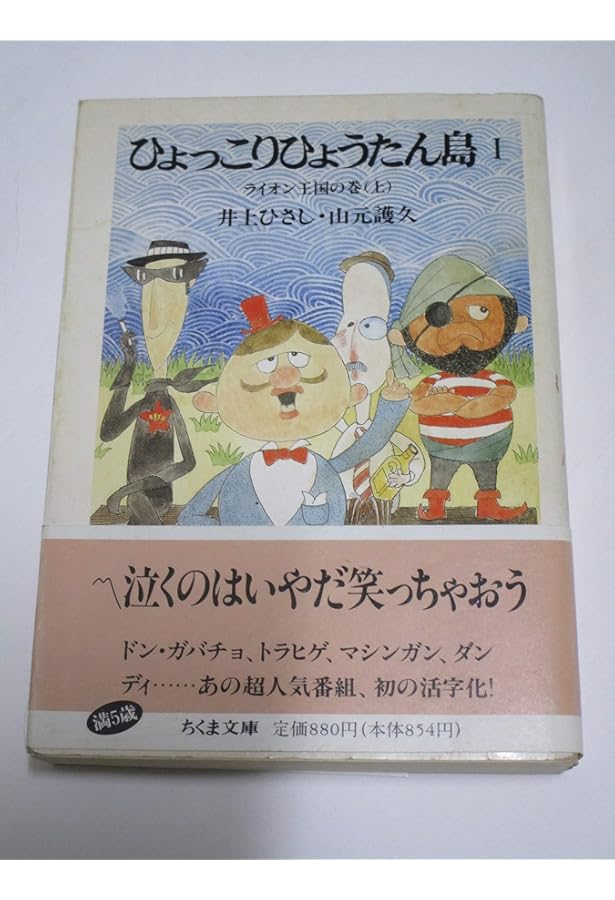 ひょっこりひょうたん島 I
ライオン王国の巻(上)
井上ひさし・山元護久
〽泣くのはいやだ笑っちゃおう
ドン・ガバチョ、トラヒゲ、マシンガン、ダン
ディ……あの超人気番組、初の活字化!
満5歳
ちくま文庫 定価880円(本体854円)